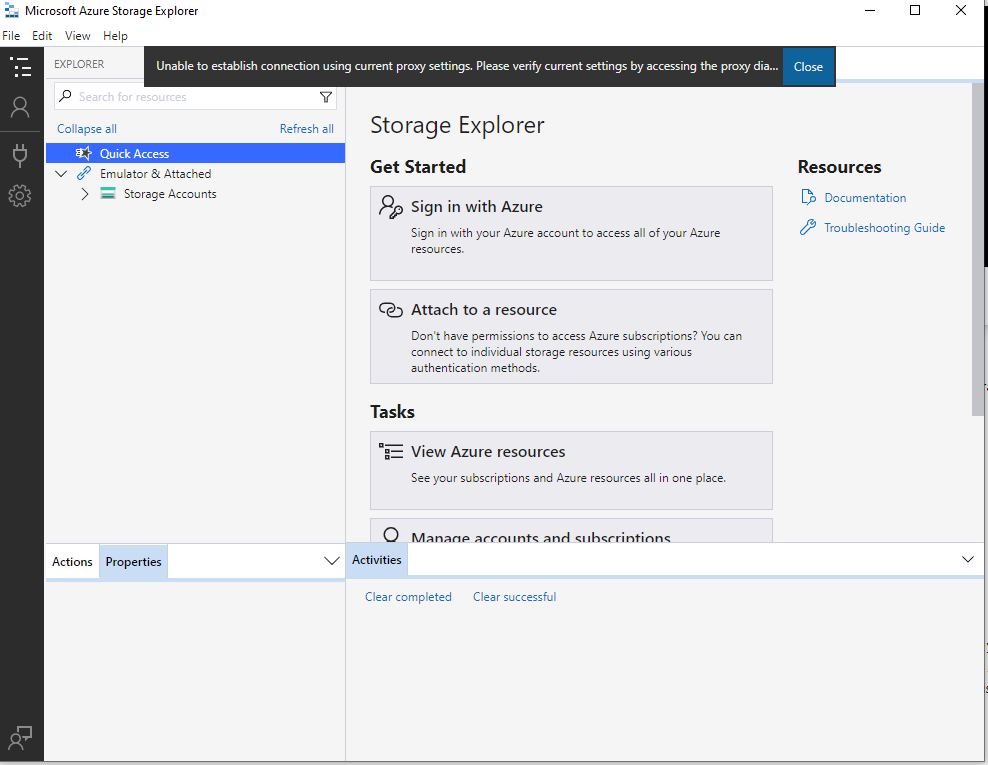 Microsoft Azure Storage Explorer
File Edit View Help
EXPLORER
Unable to establish connection using current proxy settings. Please verify current settings by accessing the proxy dia...
Close
Search for resources
Collapse all
Refresh all
Quick Access
Emulator & Attached
Storage Accounts
Storage Explorer
Get Started
Sign in with Azure
Sign in with your Azure account to access all of your Azure
resources.
Attach to a resource
Don't have permissions to access Azure subscriptions? You can
connect to individual storage resources using various
authentication methods.
Tasks
View Azure resources
See your subscriptions and Azure resources all in one place.
Manage accounts and subscriptions
Resources
Documentation
Troubleshooting Guide
Actions Properties
Activities
Clear completed Clear successful